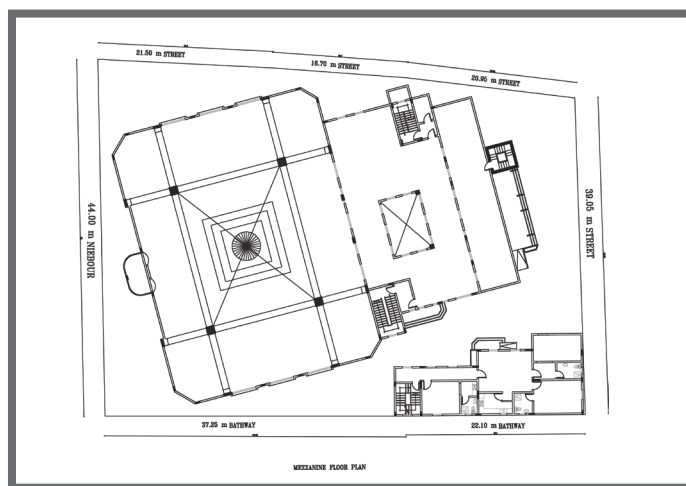 21.50 m STREET
16.70 m STREET
20.95 m STREET
44.00 m NIEBOUR
39.05 m STREET
37.25 m BATHWAY
22.10 m BATHWAY
MEZZANINE FLOOR PLAN